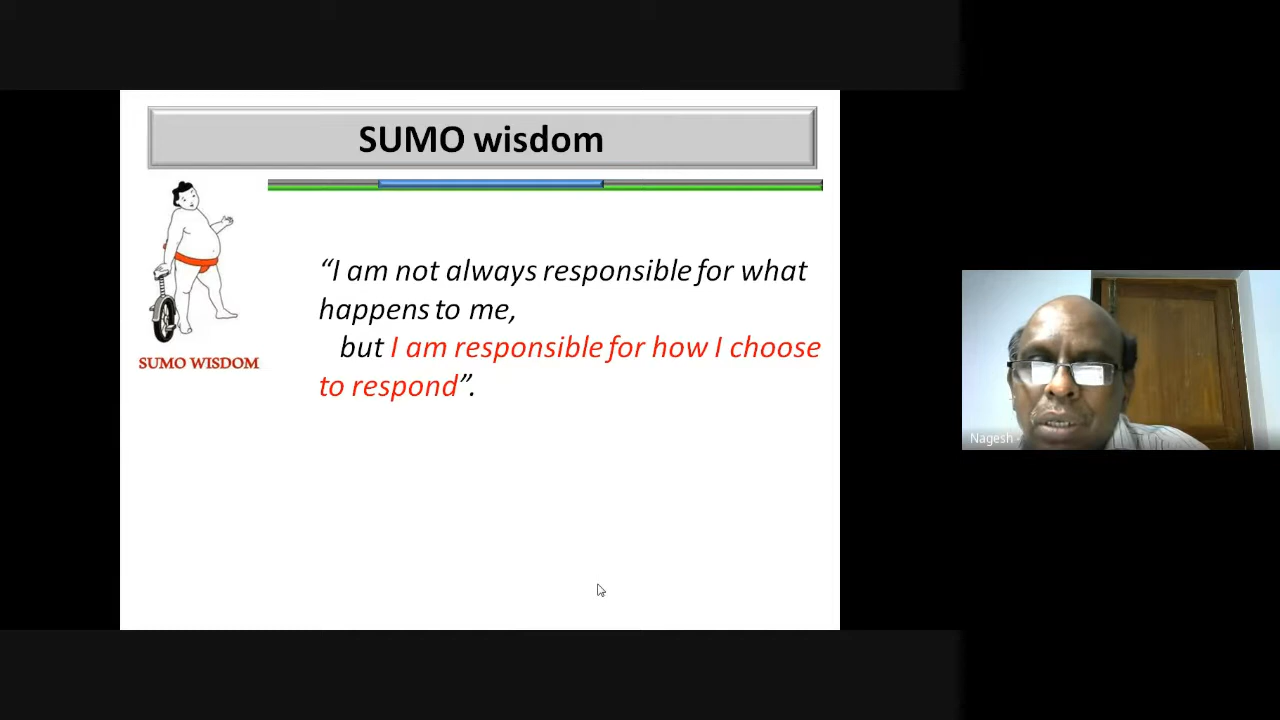 SUMO wisdom
“I am not always responsible for what
happens to me,
but I am responsible for how I choose
to respond”.
SUMO WISDOM
Nagesh -